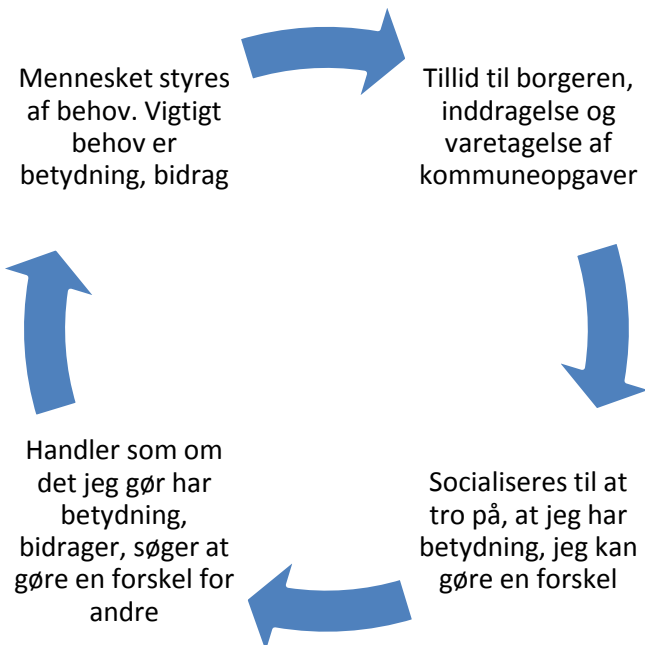 Mennesket styres
af behov. Vigtigt
behov er
betydning, bidrag
Tillid til borgeren,
inddragelse og
varetagelse af
kommuneopgaver
Socialiseres til at
tro på, at jeg har
betydning, jeg kan
gøre en forskel
Handler som om
det jeg gør har
betydning,
bidrager, søger at
gøre en forskel for
andre